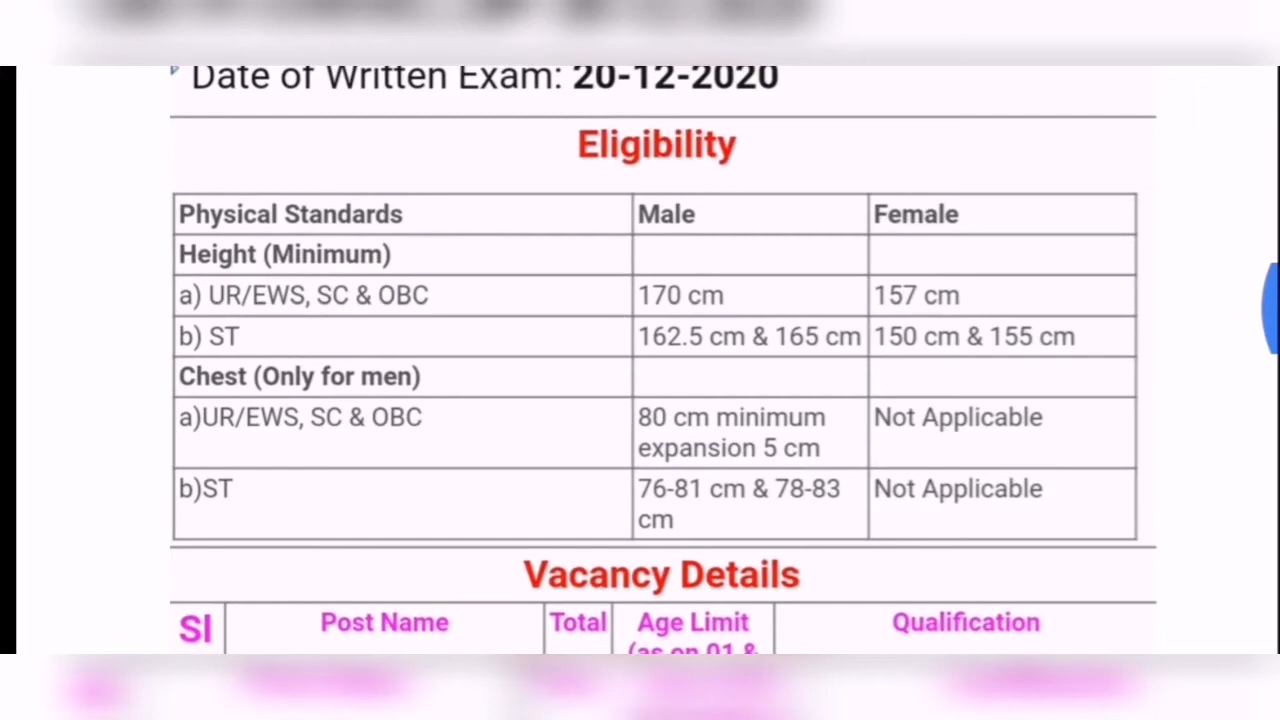 Date of Written Exam: 20-12-2020
Eligibility
Physical Standards Male Female
Height (Minimum)
a) UR/EWS, SC & OBC 170 cm 157 cm
b) ST 162.5 cm & 165 cm 150 cm & 155 cm
Chest (Only for men)
a)UR/EWS, SC & OBC 80 cm minimum expansion 5 cm Not Applicable
b)ST 76-81 cm & 78-83 cm Not Applicable
Vacancy Details
Sl Post Name Total Age Limit Qualification
(as on 01 &